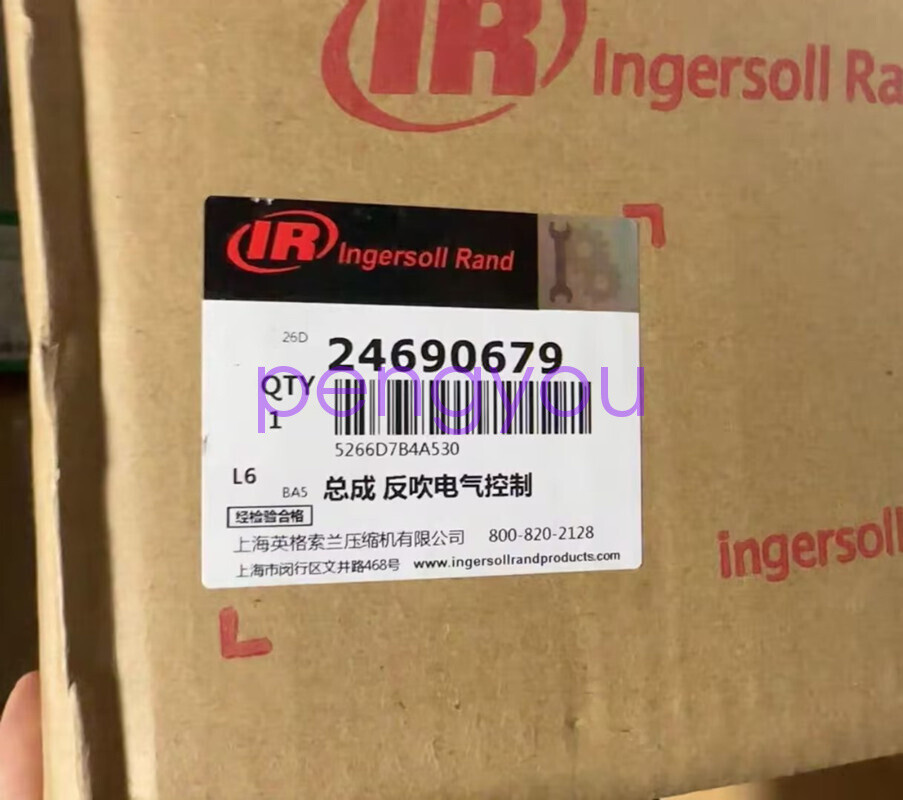 IR Ingersoll Ra
IR Ingersoll Rand
26D 24690679
QTY
1
pengyou
5266D7B4A530
L6 BA5 总成 反吹电气控制
经检验合格
上海英格索兰压缩机有限公司 800-820-2128
上海市闵行区文井路468号 www.ingersollrandproducts.com
ingersoll